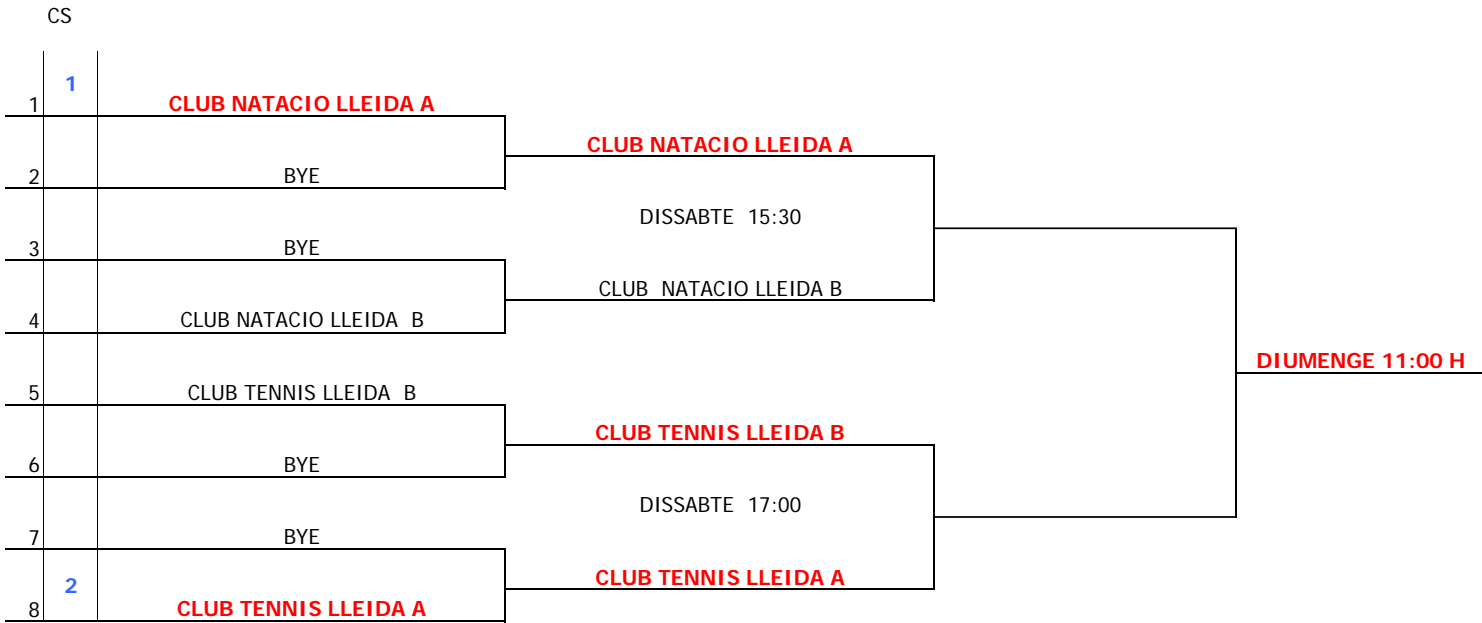 CS
1
1 CLUB NATACIO LLEIDA A
CLUB NATACIO LLEIDA A
2 BYE
DISSABTE 15:30
3 BYE
CLUB NATACIO LLEIDA B
4 CLUB NATACIO LLEIDA B
DIUMENGE 11:00 H
5 CLUB TENNIS LLEIDA B
CLUB TENNIS LLEIDA B
6 BYE
DISSABTE 17:00
7 BYE
CLUB TENNIS LLEIDA A
2
8 CLUB TENNIS LLEIDA A